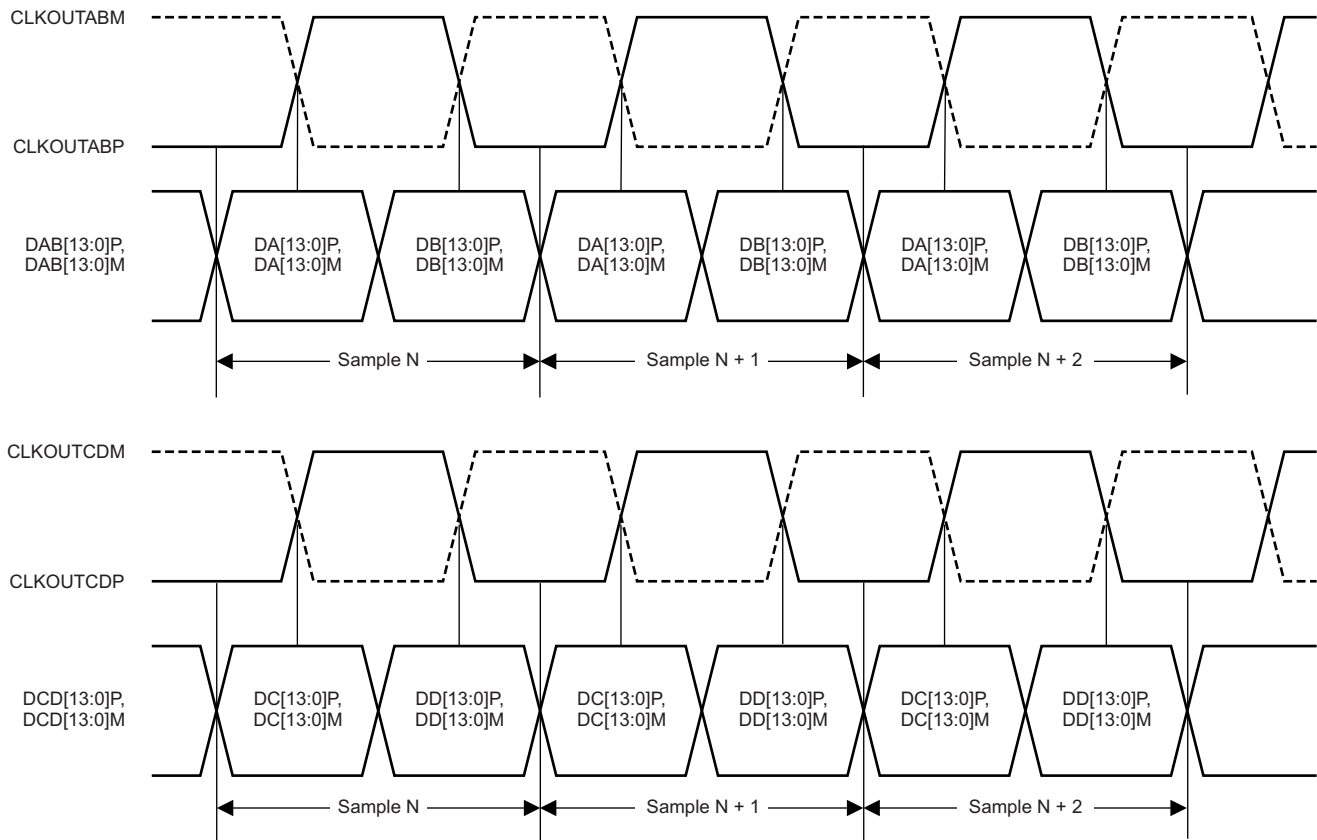 CLKOUTABM
CLKOUTABP
DAB[13:0]P,
DAB[13:0]M
DA[13:0]P,
DA[13:0]M
DB[13:0]P,
DB[13:0]M
DA[13:0]P,
DA[13:0]M
DB[13:0]P,
DB[13:0]M
DA[13:0]P,
DA[13:0]M
DB[13:0]P,
DB[13:0]M
Sample N
Sample N + 1
Sample N + 2
CLKOUTCDM
CLKOUTCDP
DCD[13:0]P,
DCD[13:0]M
DC[13:0]P,
DC[13:0]M
DD[13:0]P,
DD[13:0]M
DC[13:0]P,
DC[13:0]M
DD[13:0]P,
DD[13:0]M
DC[13:0]P,
DC[13:0]M
DD[13:0]P,
DD[13:0]M
Sample N
Sample N + 1
Sample N + 2